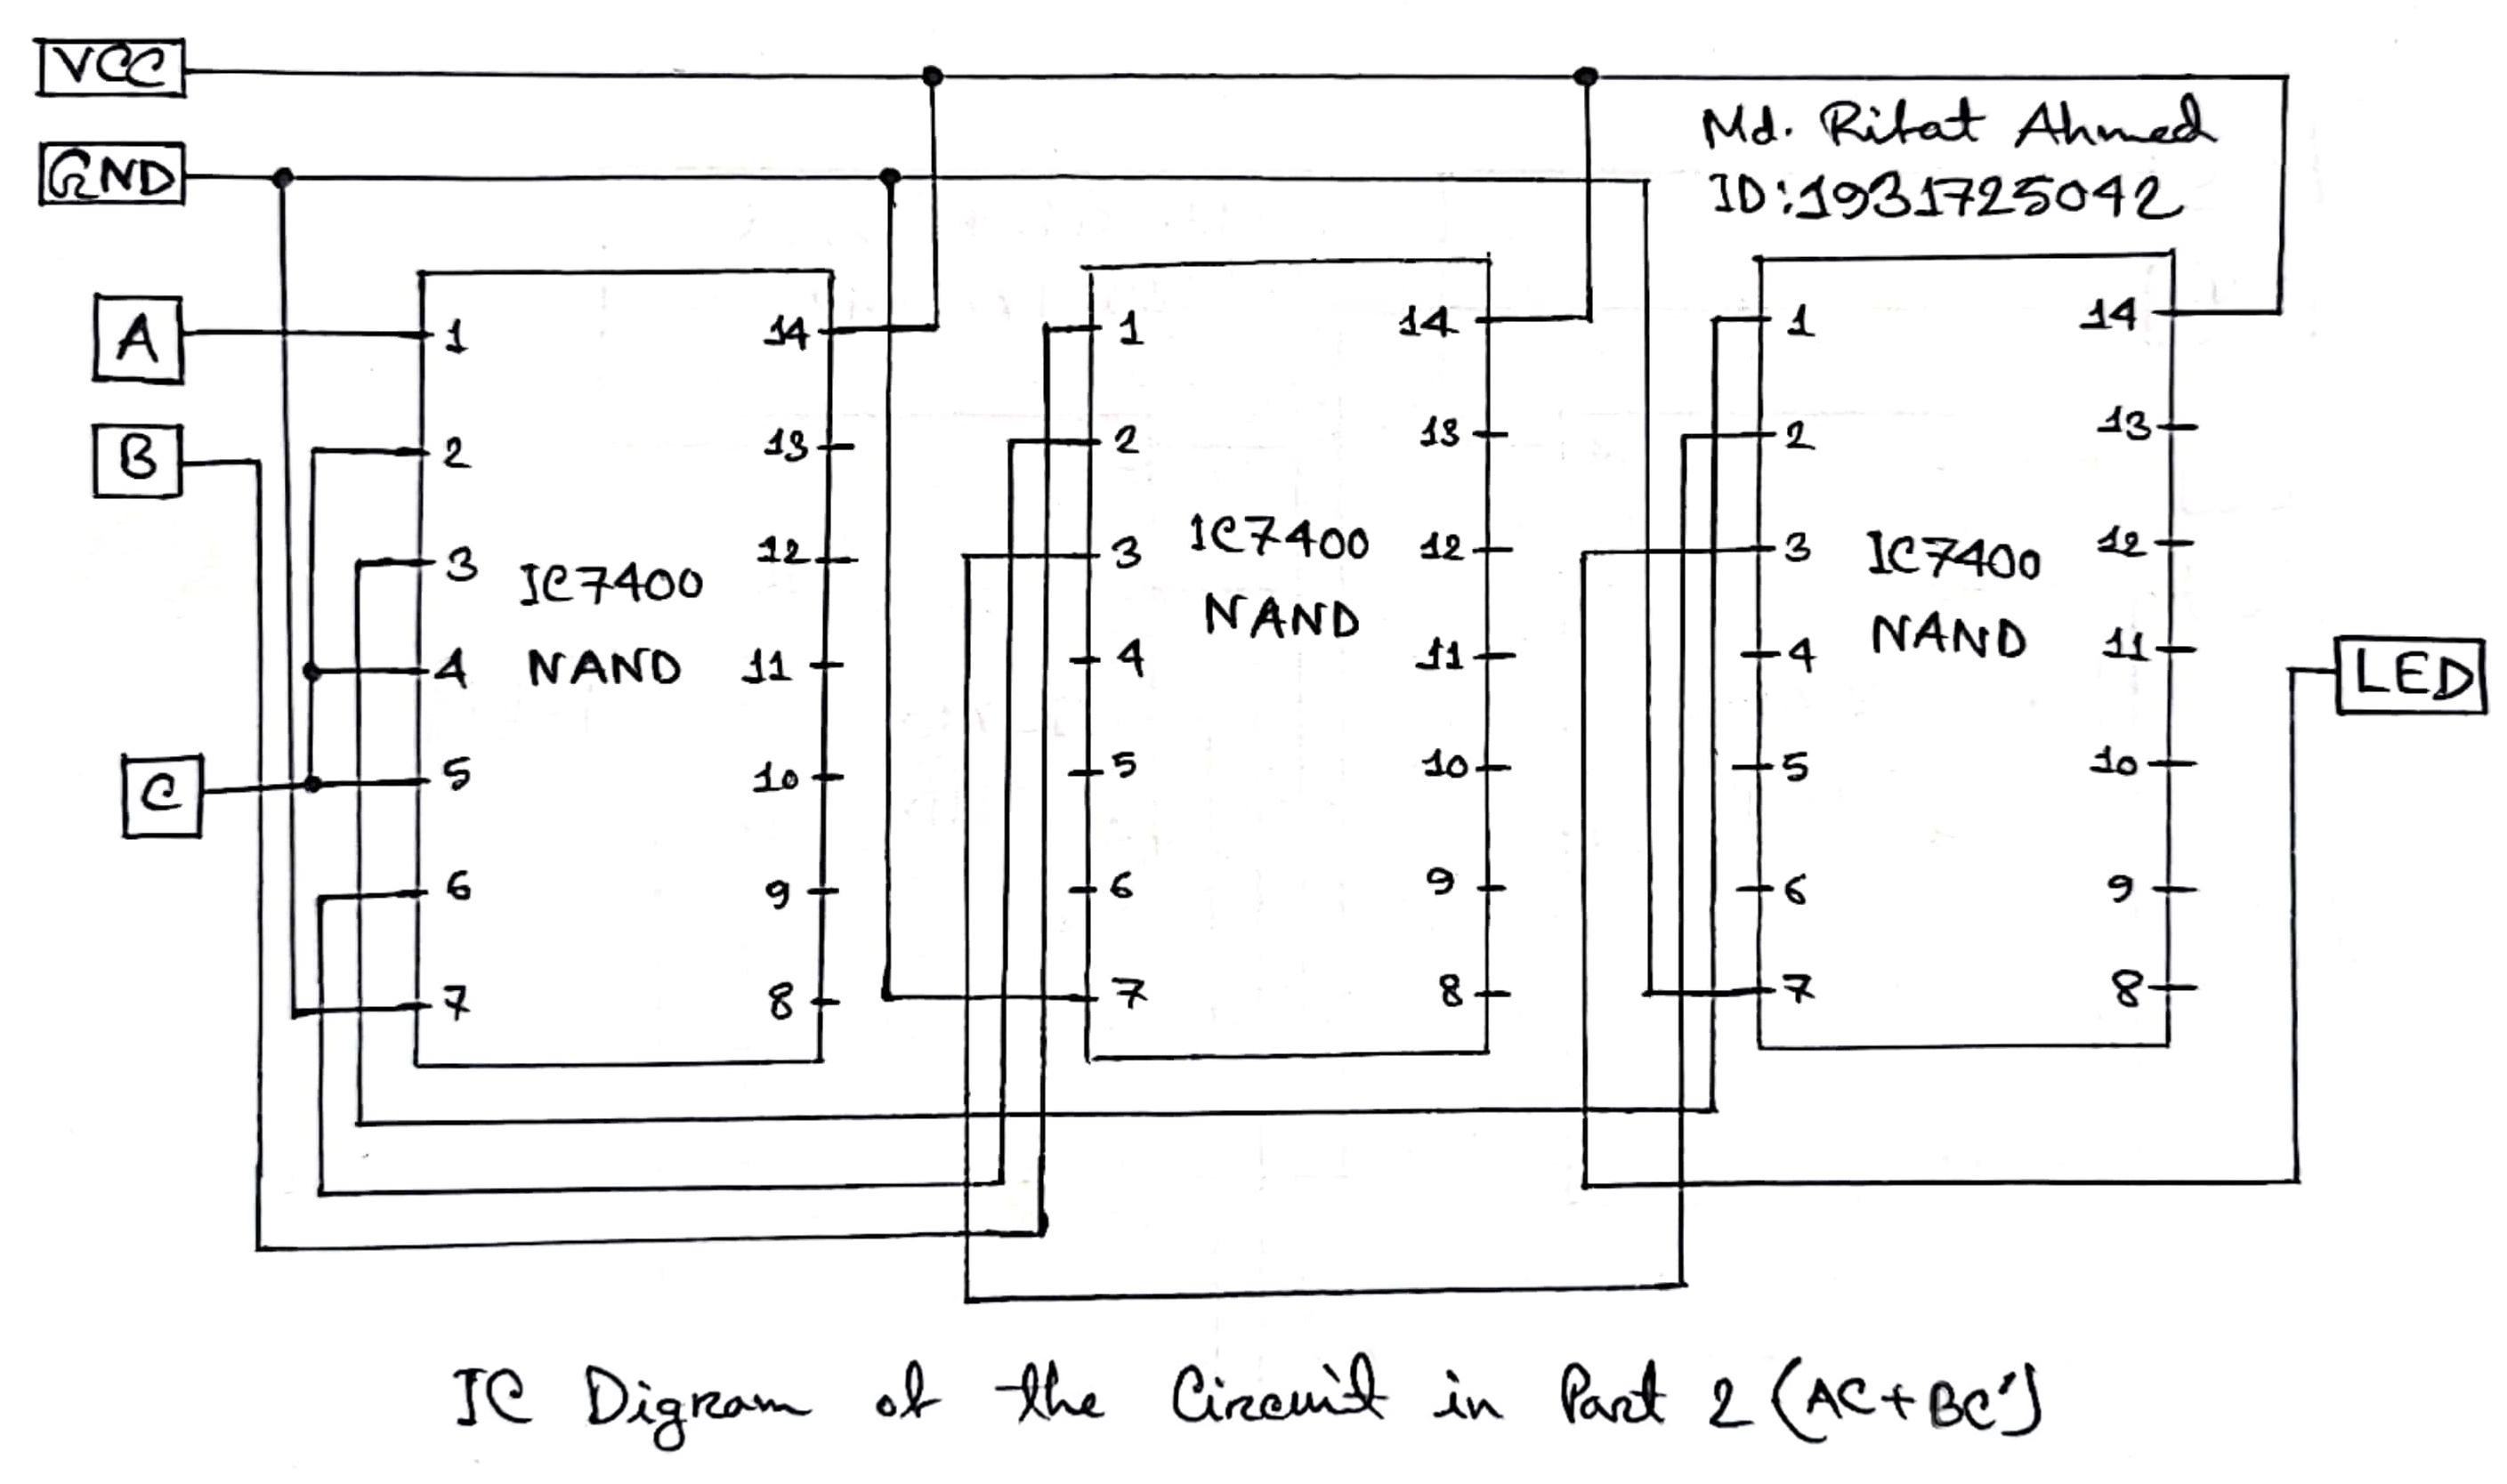 VCC
GND
Md. Rifat Ahmed
ID:1931725042
A
B
C
1 14
2 13
3 12
4 11
5 10
6 9
7 8
IC7400
NAND
1 14
2 13
3 12
4 11
5 10
6 9
7 8
IC7400
NAND
1 14
2 13
3 12
4 11
5 10
6 9
7 8
IC7400
NAND
LED
IC Digram of the Circuit in Part 2 (AC+BC')